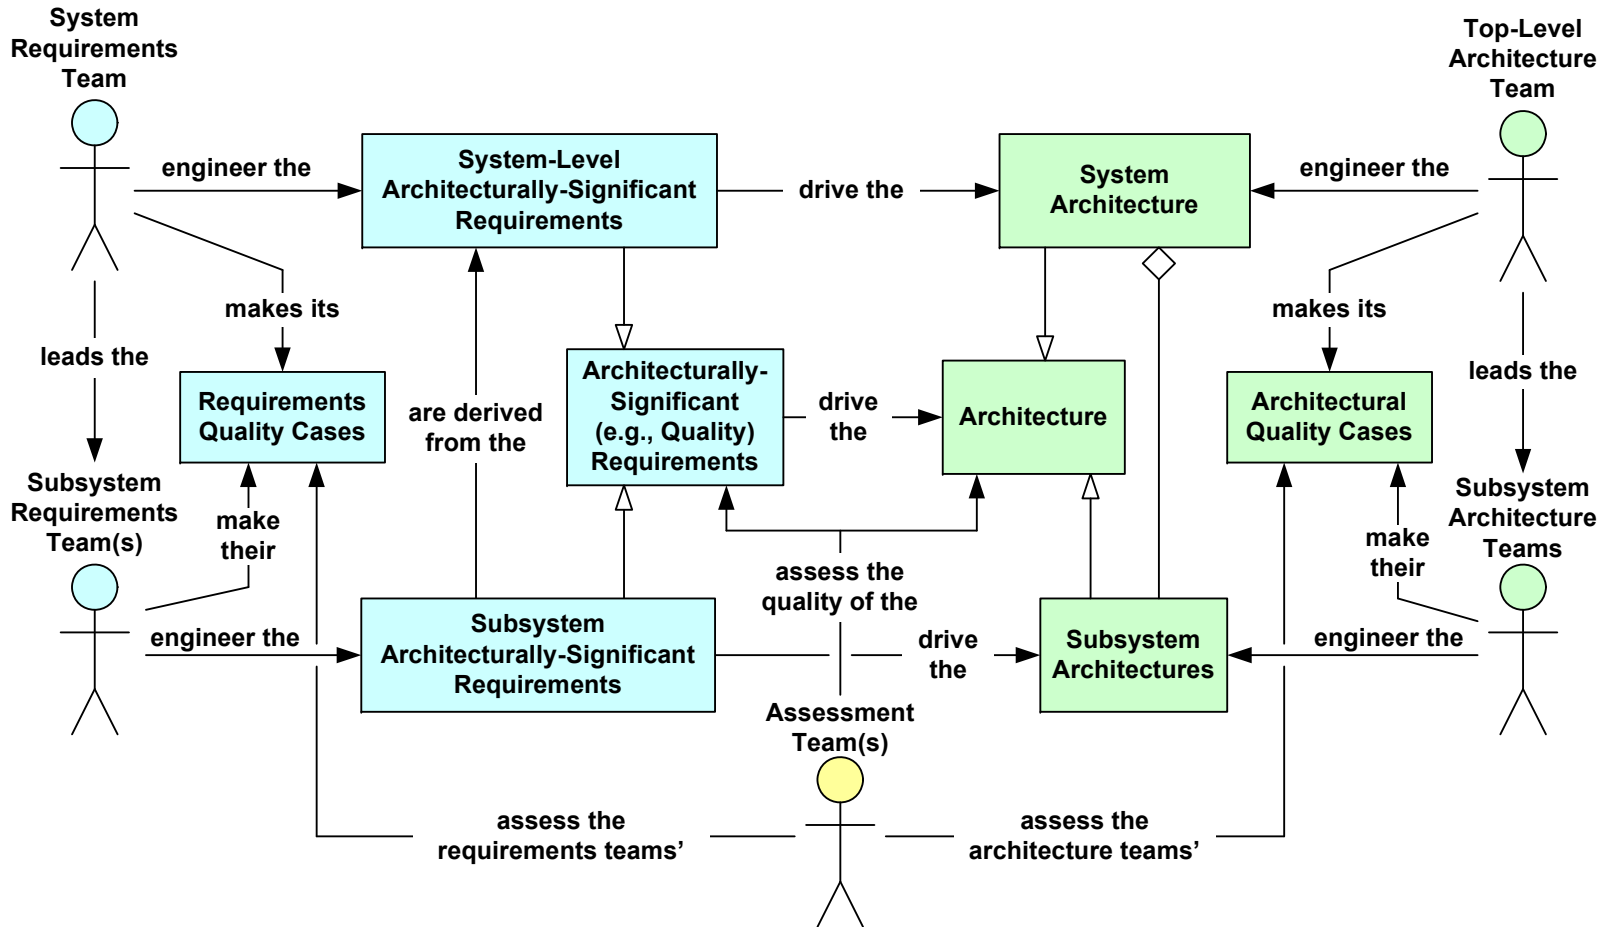 System
Requirements
Team
Top-Level
Architecture
Team
engineer the
System-Level
Architecturally-Significant
Requirements
drive the
System
Architecture
engineer the
makes its
makes its
leads the
leads the
Requirements
Quality Cases
are derived
from the
Architecturally-
Significant
(e.g., Quality)
Requirements
drive
the
Architecture
Architectural
Quality Cases
Subsystem
Requirements
Team(s)
make
their
assess the
quality of the
make
their
Subsystem
Architecture
Teams
engineer the
Subsystem
Architecturally-Significant
Requirements
drive
the
Subsystem
Architectures
engineer the
Assessment
Team(s)
assess the
requirements teams’
assess the
architecture teams’